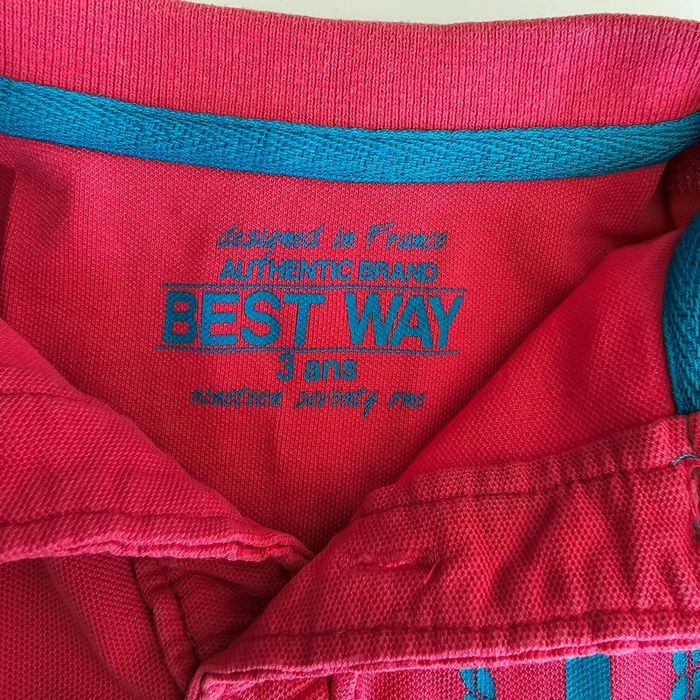 designed in France
AUTHENTIC BRAND
BEST WAY
3 ans
nineteen seventy one